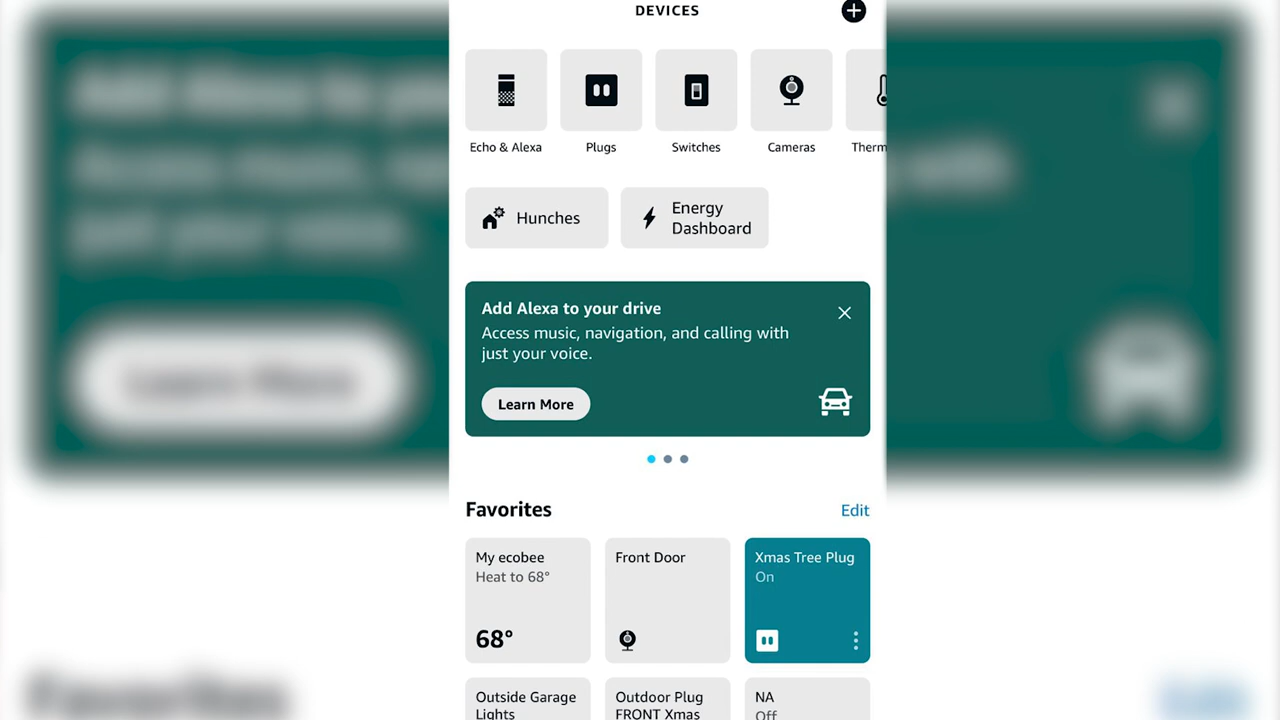 DEVICES
Echo & Alexa
Plugs
Switches
Cameras
Therm
Hunches
Energy
Dashboard
Add Alexa to your drive
Access music, navigation, and calling with
just your voice.
Learn More
Favorites
Edit
My ecobee
Heat to 68°
68°
Front Door
Xmas Tree Plug
On
Outside Garage
Lights
Outdoor Plug
FRONT Xmas
NA
Off